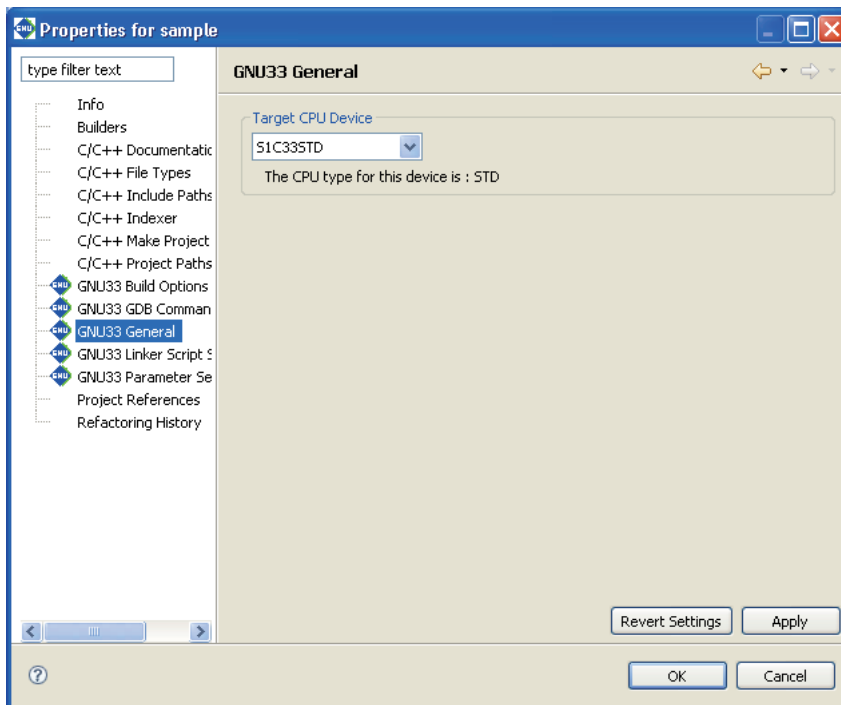 Properties for sample
type filter text
GNU33 General
Info
Builders
C/C++ Documentatic
C/C++ File Types
C/C++ Include Paths
C/C++ Indexer
C/C++ Make Project
C/C++ Project Paths
GNU33 Build Options
GNU33 GDB Comman
GNU33 General
GNU33 Linker Script S
GNU33 Parameter Se
Project References
Refactoring History
Target CPU Device
S1C33STD
The CPU type for this device is : STD
Revert Settings
Apply
OK
Cancel